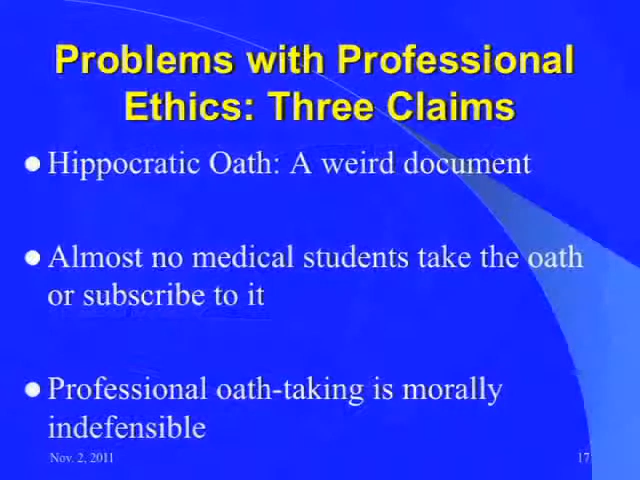 Problems with Professional
Ethics: Three Claims
Hippocratic Oath: A weird document
Almost no medical students take the oath
or subscribe to it
Professional oath-taking is morally
indefensible
Nov. 2, 2011
17